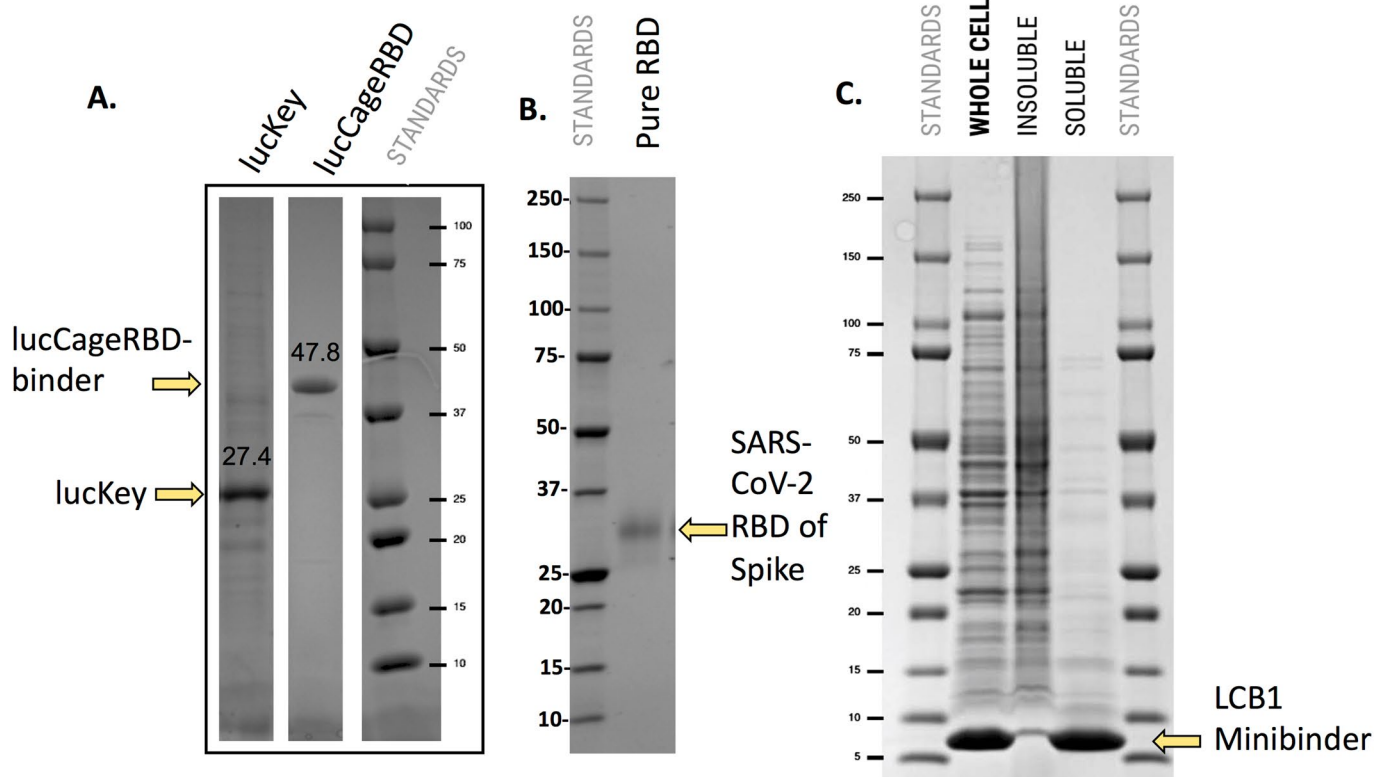 A.
lucKey
lucCageRBD
STANDARDS
100
75
50
37
25
20
15
10
47.8
27.4
lucCageRBD-
binder
lucKey
B.
STANDARDS
Pure RBD
250-
150-
100-
75-
50-
37-
25-
20-
15-
10-
SARS-
CoV-2
RBD of
Spike
C.
STANDARDS
WHOLE CELL
INSOLUBLE
SOLUBLE
STANDARDS
250
150
100
75
50
37
25
20
15
10
5
LCB1
Minibinder